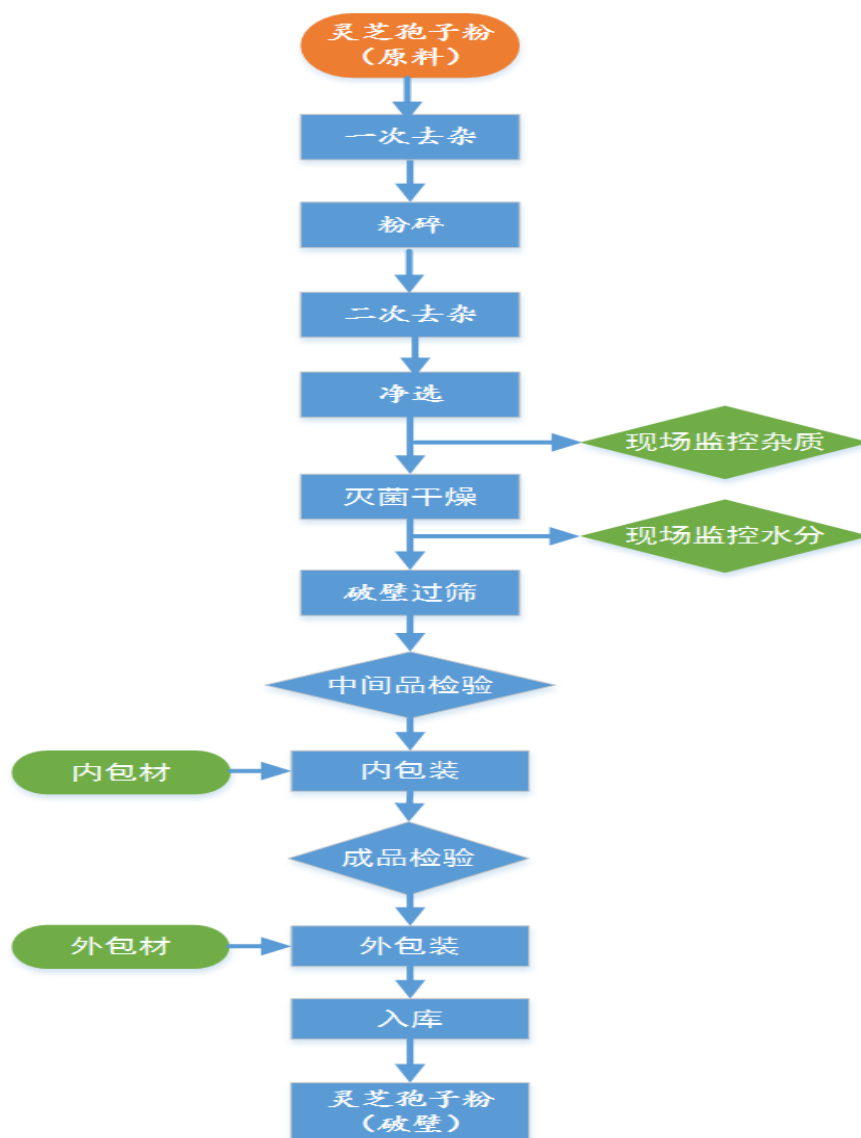 灵芝孢子粉
（原料）
一次去杂
粉碎
二次去杂
净选
现场监控杂质
灭菌干燥
现场监控水分
破壁过筛
中间品检验
内包材
内包装
成品检验
外包材
外包装
入库
灵芝孢子粉
（破壁）